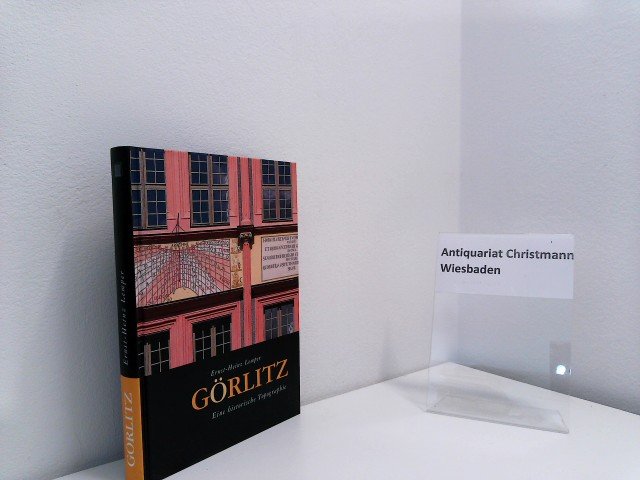 Ernst-Heinz Lemper
GÖRLITZ
Ernst-Heinz Lemper
GÖRLITZ
Eine historische Topographie
Antiquariat Christmann
Wiesbaden